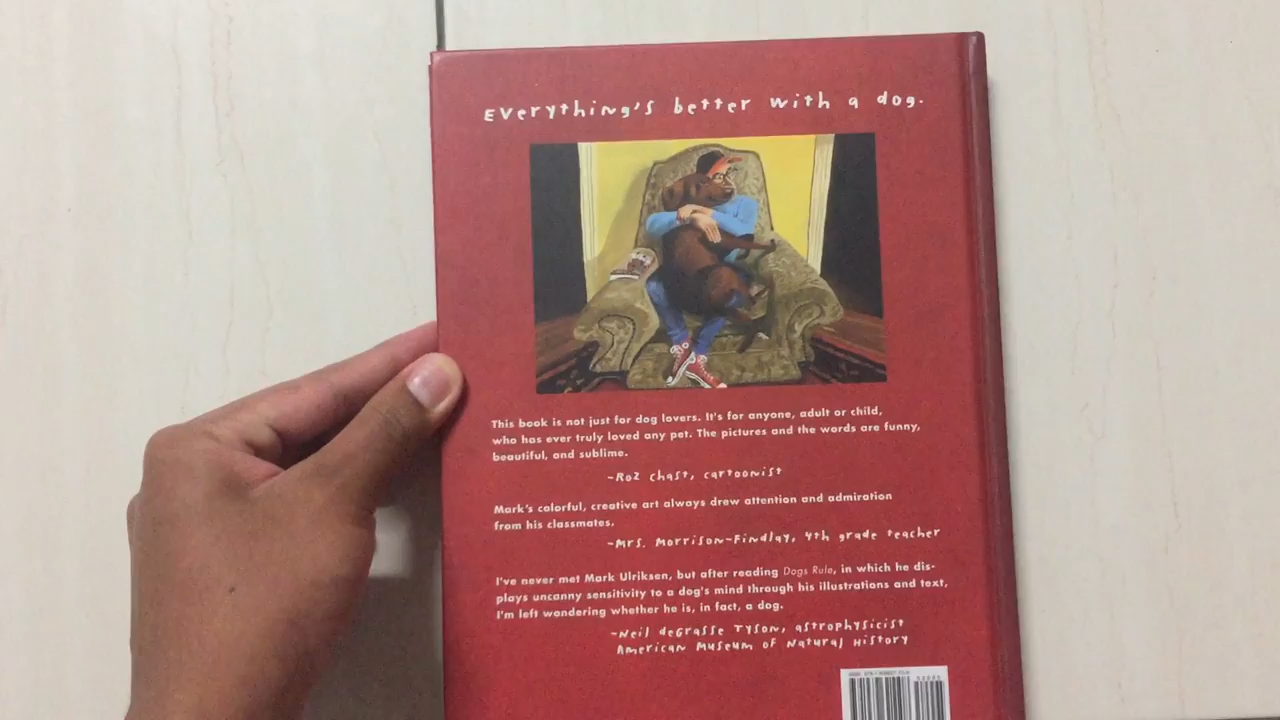 Everything's better with a dog.
This book is not just for dog lovers. It's for anyone, adult or child,
who has ever truly loved any pet. The pictures and the words are funny,
beautiful, and sublime.
–Roz Chast, cartoonist
Mark's colorful, creative art always drew attention and admiration
from his classmates.
–Mrs. Morrison-Findlay, 4th grade teacher
I've never met Mark Ulriksen, but after reading Dogs Rule, in which he dis-
plays uncanny sensitivity to a dog's mind through his illustrations and text,
I'm left wondering whether he is, in fact, a dog.
–Neil deGrasse Tyson, astrophysicist
American Museum of Natural History
ISBN